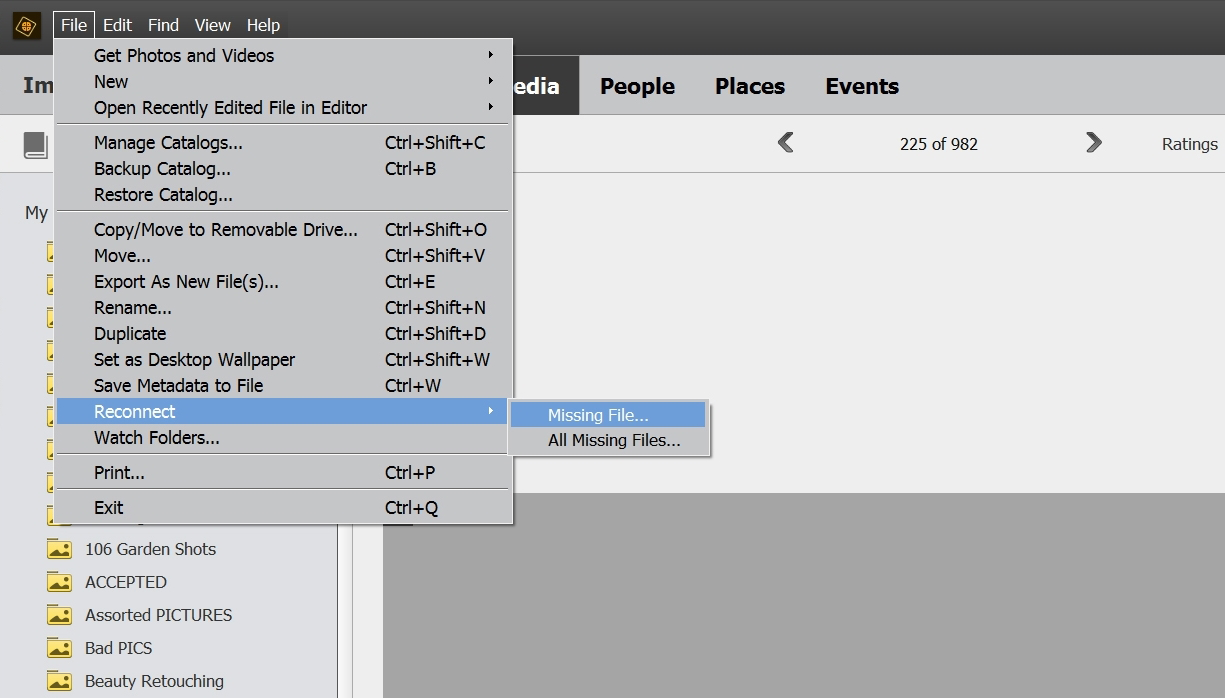 File Edit Find View Help
Get Photos and Videos
New
Open Recently Edited File in Editor
Manage Catalogs... Ctrl+Shift+C
Backup Catalog... Ctrl+B
Restore Catalog...
Copy/Move to Removable Drive... Ctrl+Shift+O
Move... Ctrl+Shift+V
Export As New File(s)... Ctrl+E
Rename... Ctrl+Shift+N
Duplicate Ctrl+Shift+D
Set as Desktop Wallpaper Ctrl+Shift+W
Save Metadata to File Ctrl+W
Reconnect
Watch Folders...
Print... Ctrl+P
Exit Ctrl+Q
Missing File...
All Missing Files...
Im
edia People Places Events
225 of 982 Ratings
My
106 Garden Shots
ACCEPTED
Assorted PICTURES
Bad PICS
Beauty Retouching